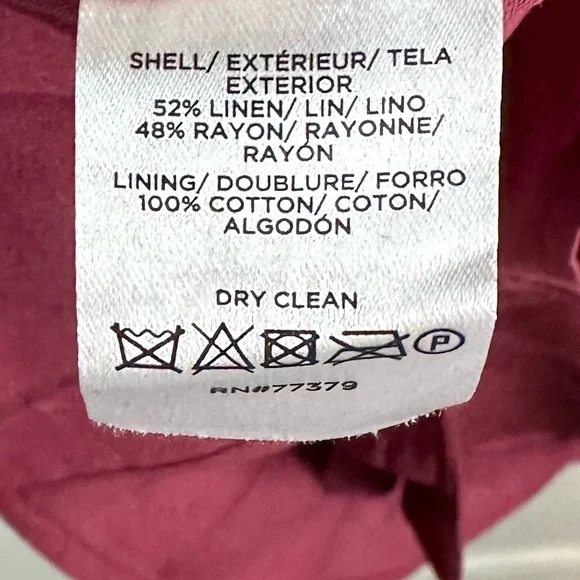 SHELL/ EXTÉRIEUR/ TELA
EXTERIOR
52% LINEN/ LIN/ LINO
48% RAYON/ RAYONNE/
RAYÓN
LINING/ DOUBLURE/ FORRO
100% COTTON/ COTON/
ALGODÓN
DRY CLEAN
P
RN#77379